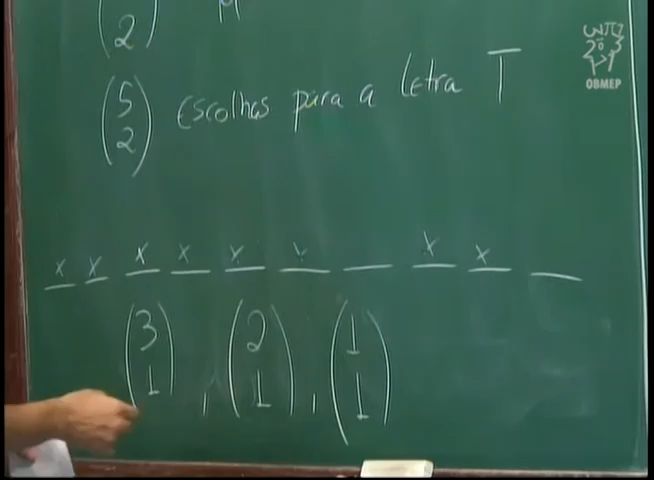 2
(5 2) Escolhas para a Letra T
x x x x x x x x
(3 1) , (2 1) , (1 1)
OBMEP